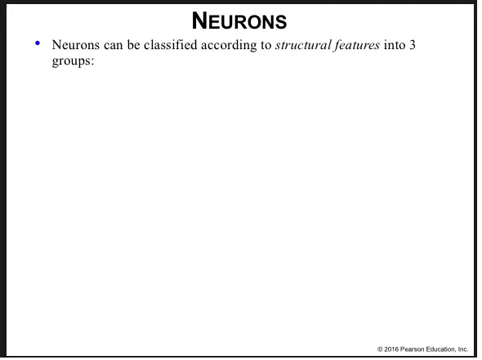 NEURONS
• Neurons can be classified according to structural features into 3
groups:
© 2016 Pearson Education, Inc.